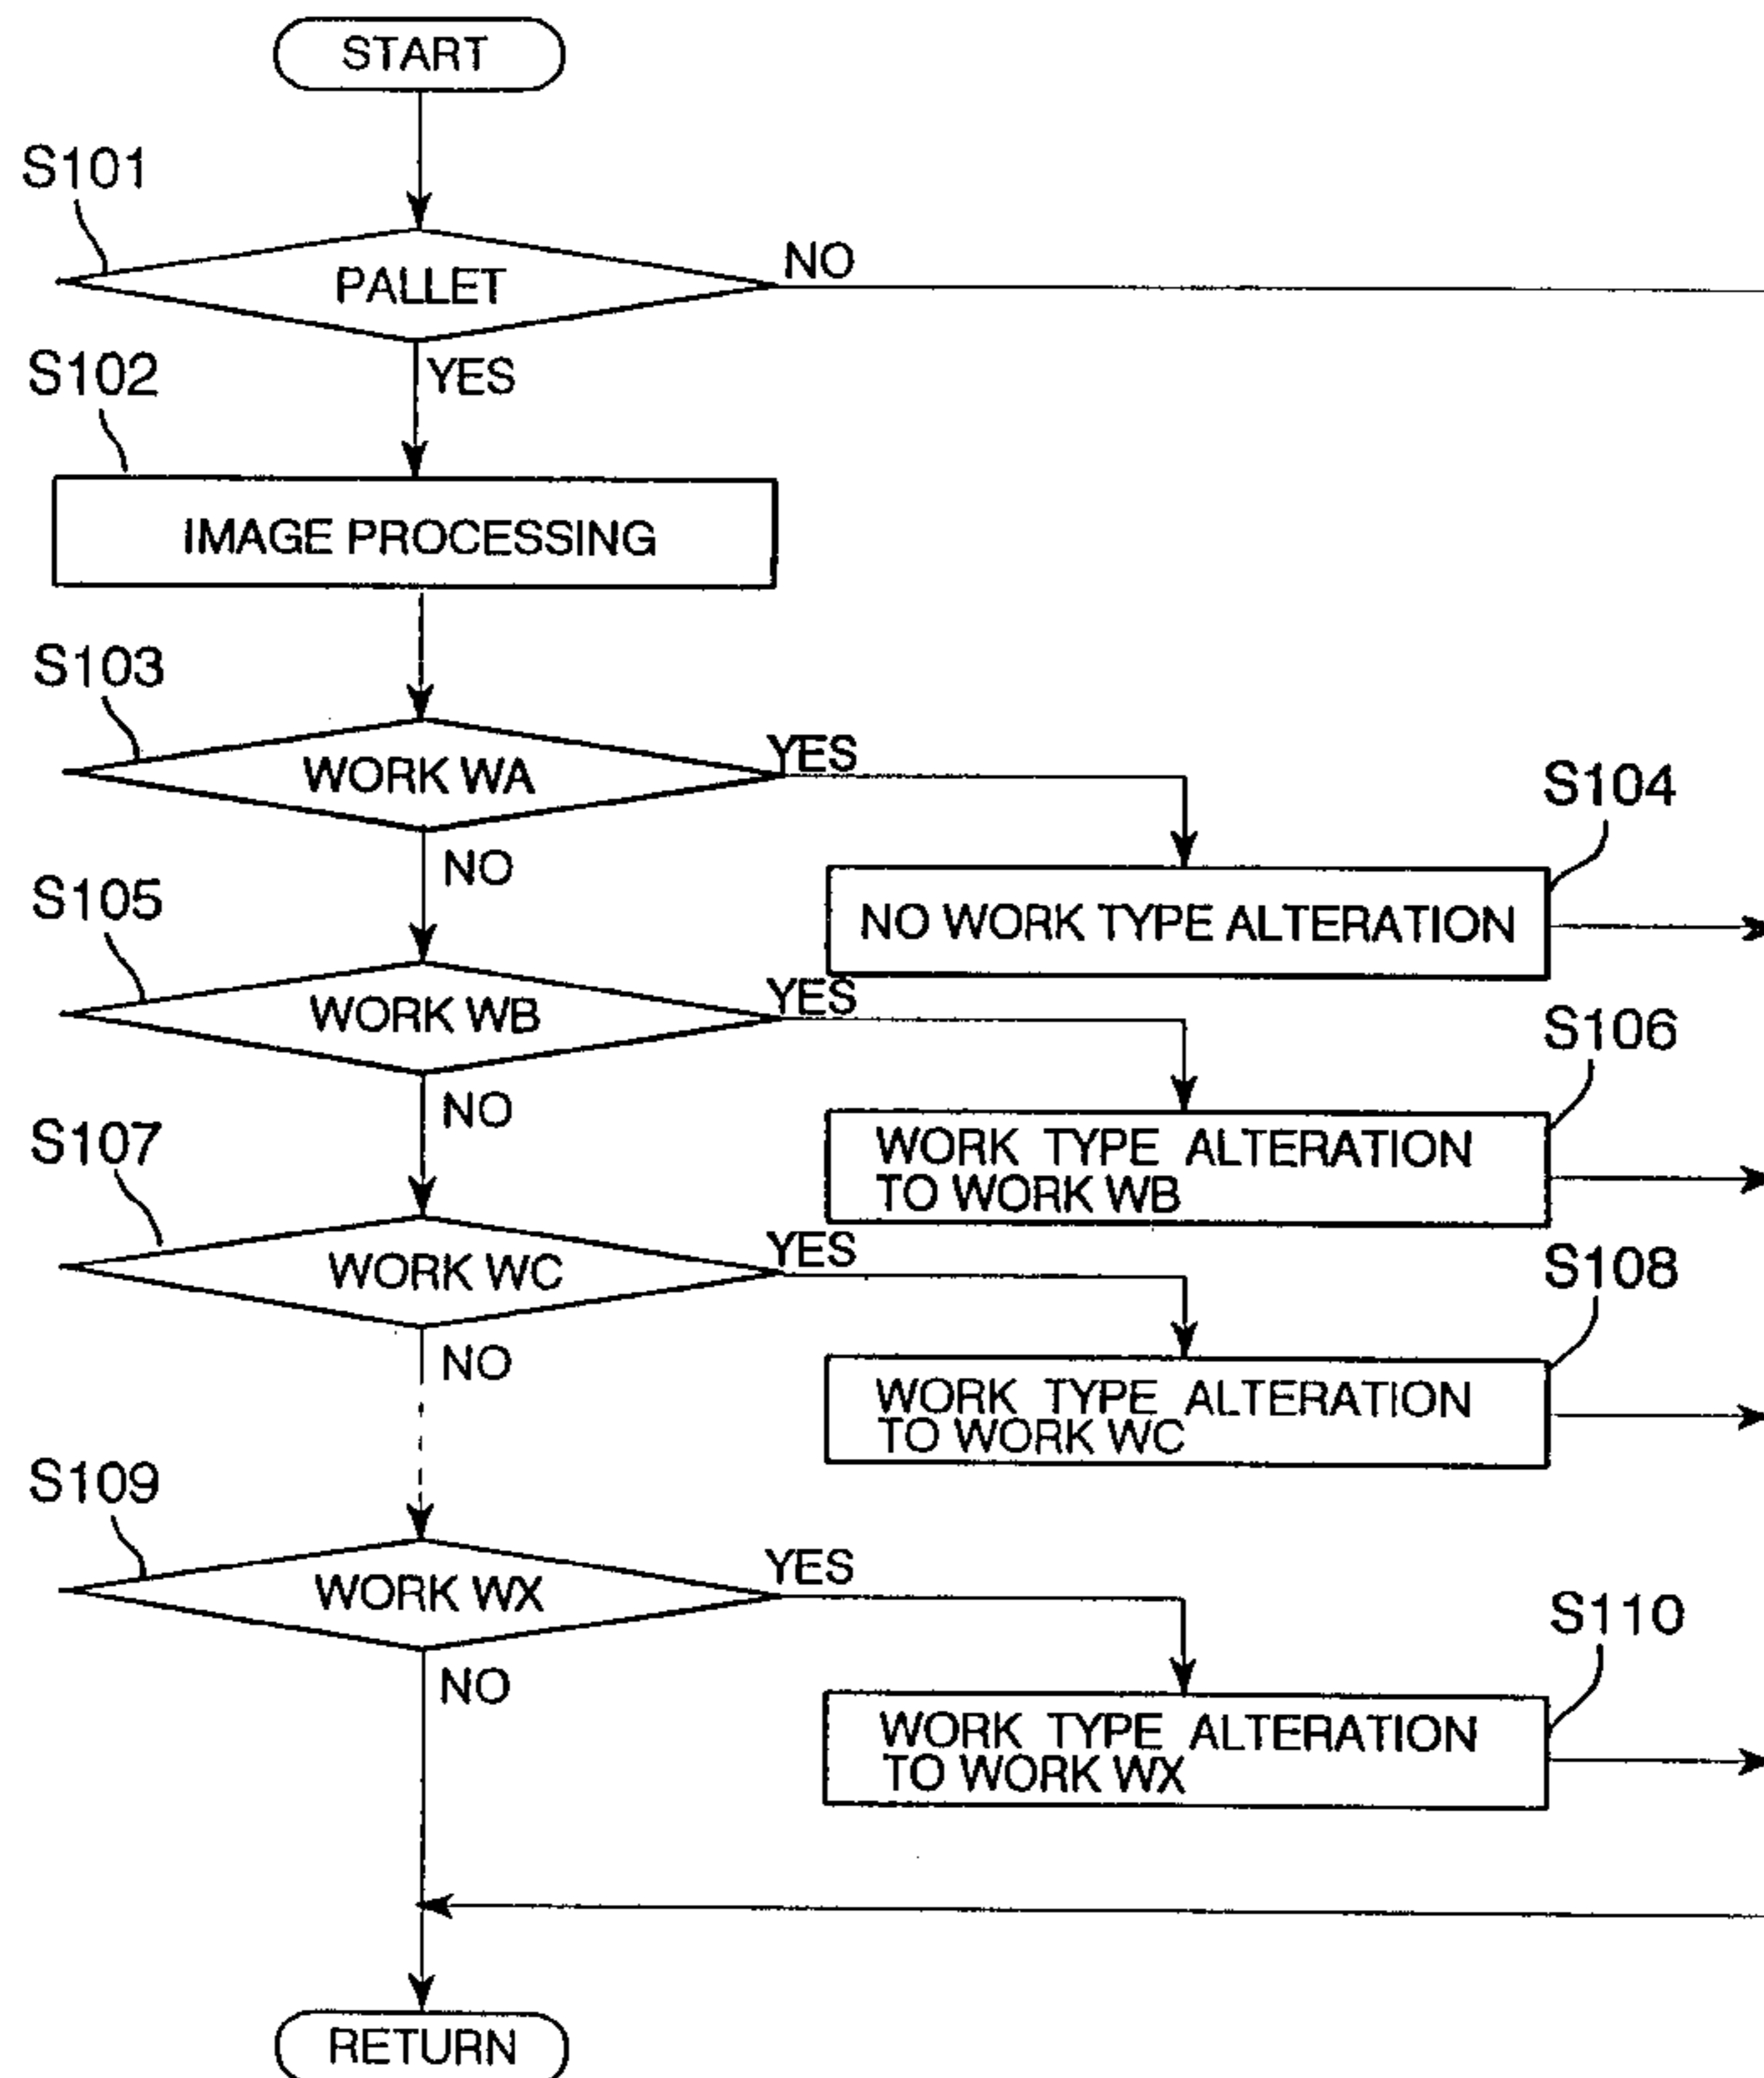 START
S101
PALLET
NO
YES
S102
IMAGE PROCESSING
S103
WORK WA
YES
NO
S104
NO WORK TYPE ALTERATION
S105
WORK WB
YES
NO
S106
WORK TYPE ALTERATION
TO WORK WB
S107
WORK WC
YES
NO
S108
WORK TYPE ALTERATION
TO WORK WC
S109
WORK WX
YES
NO
S110
WORK TYPE ALTERATION
TO WORK WX
RETURN